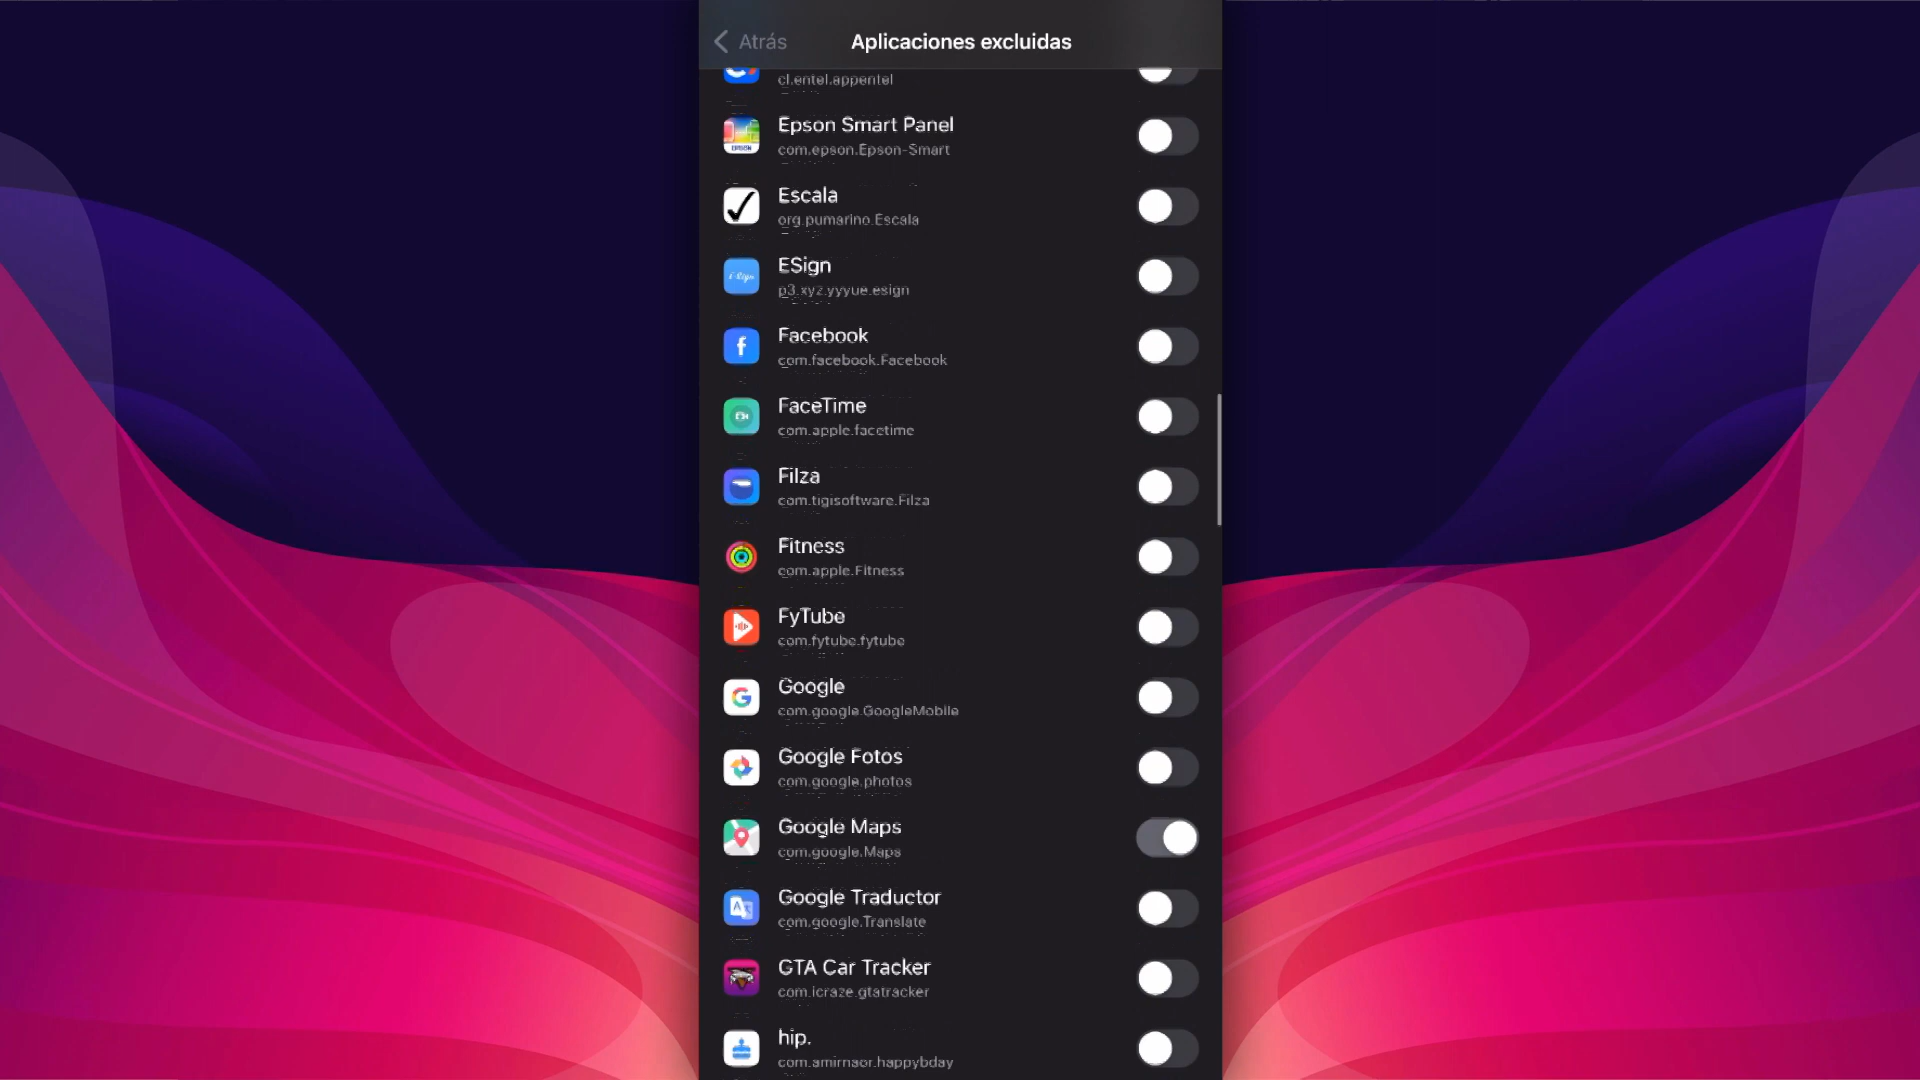 Atrás
Aplicaciones excluidas
cl.entel.appentel
Epson Smart Panel
com.epson.Epson-Smart
EPSON
Escala
org.pumarino.Escala
ESign
p3.xyz.yyyue.esign
Facebook
com.facebook.Facebook
FaceTime
com.apple.facetime
Filza
com.tigisoftware.Filza
Fitness
com.apple.Fitness
FyTube
com.fytube.fytube
Google
com.google.GoogleMobile
Google Fotos
com.google.photos
Google Maps
com.google.Maps
Google Traductor
com.google.Translate
GTA Car Tracker
com.icraze.gtatracker
hip.
com.amirnaor.happybday